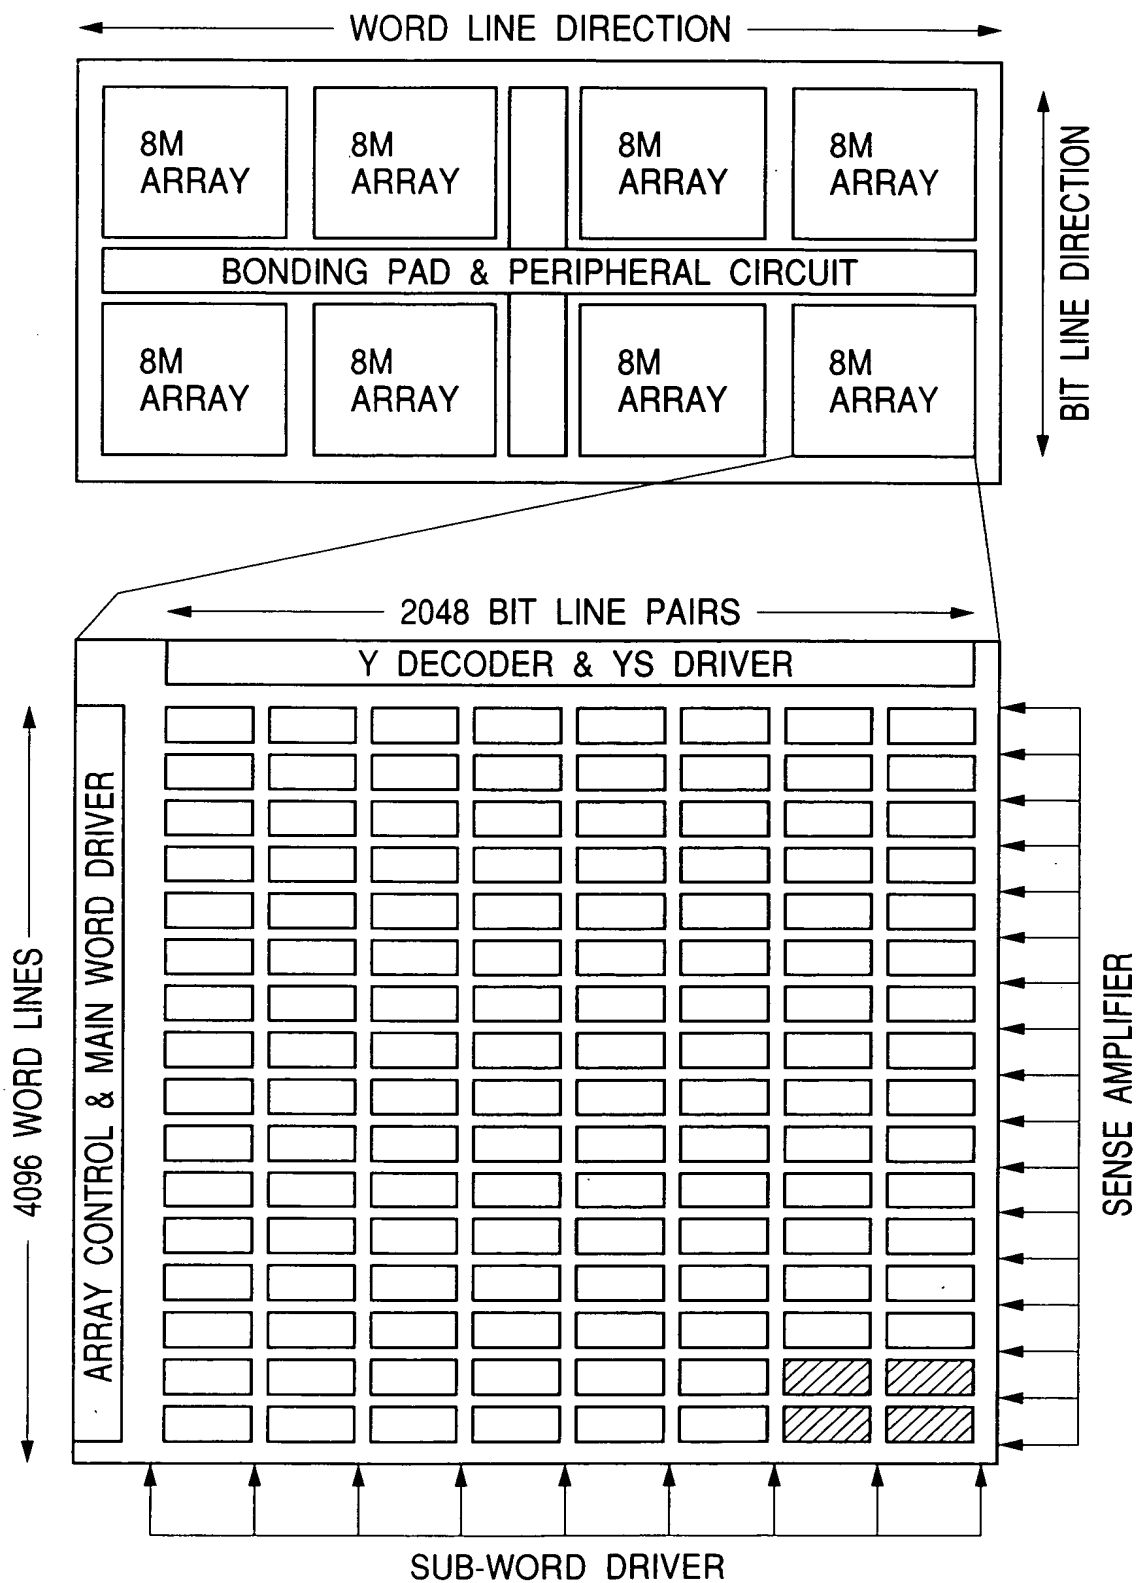 WORD LINE DIRECTION
8M
ARRAY
8M
ARRAY
8M
ARRAY
8M
ARRAY
BIT LINE DIRECTION
BONDING PAD & PERIPHERAL CIRCUIT
8M
ARRAY
8M
ARRAY
8M
ARRAY
8M
ARRAY
2048 BIT LINE PAIRS
Y DECODER & YS DRIVER
4096 WORD LINES
ARRAY CONTROL & MAIN WORD DRIVER
SENSE AMPLIFIER
SUB-WORD DRIVER